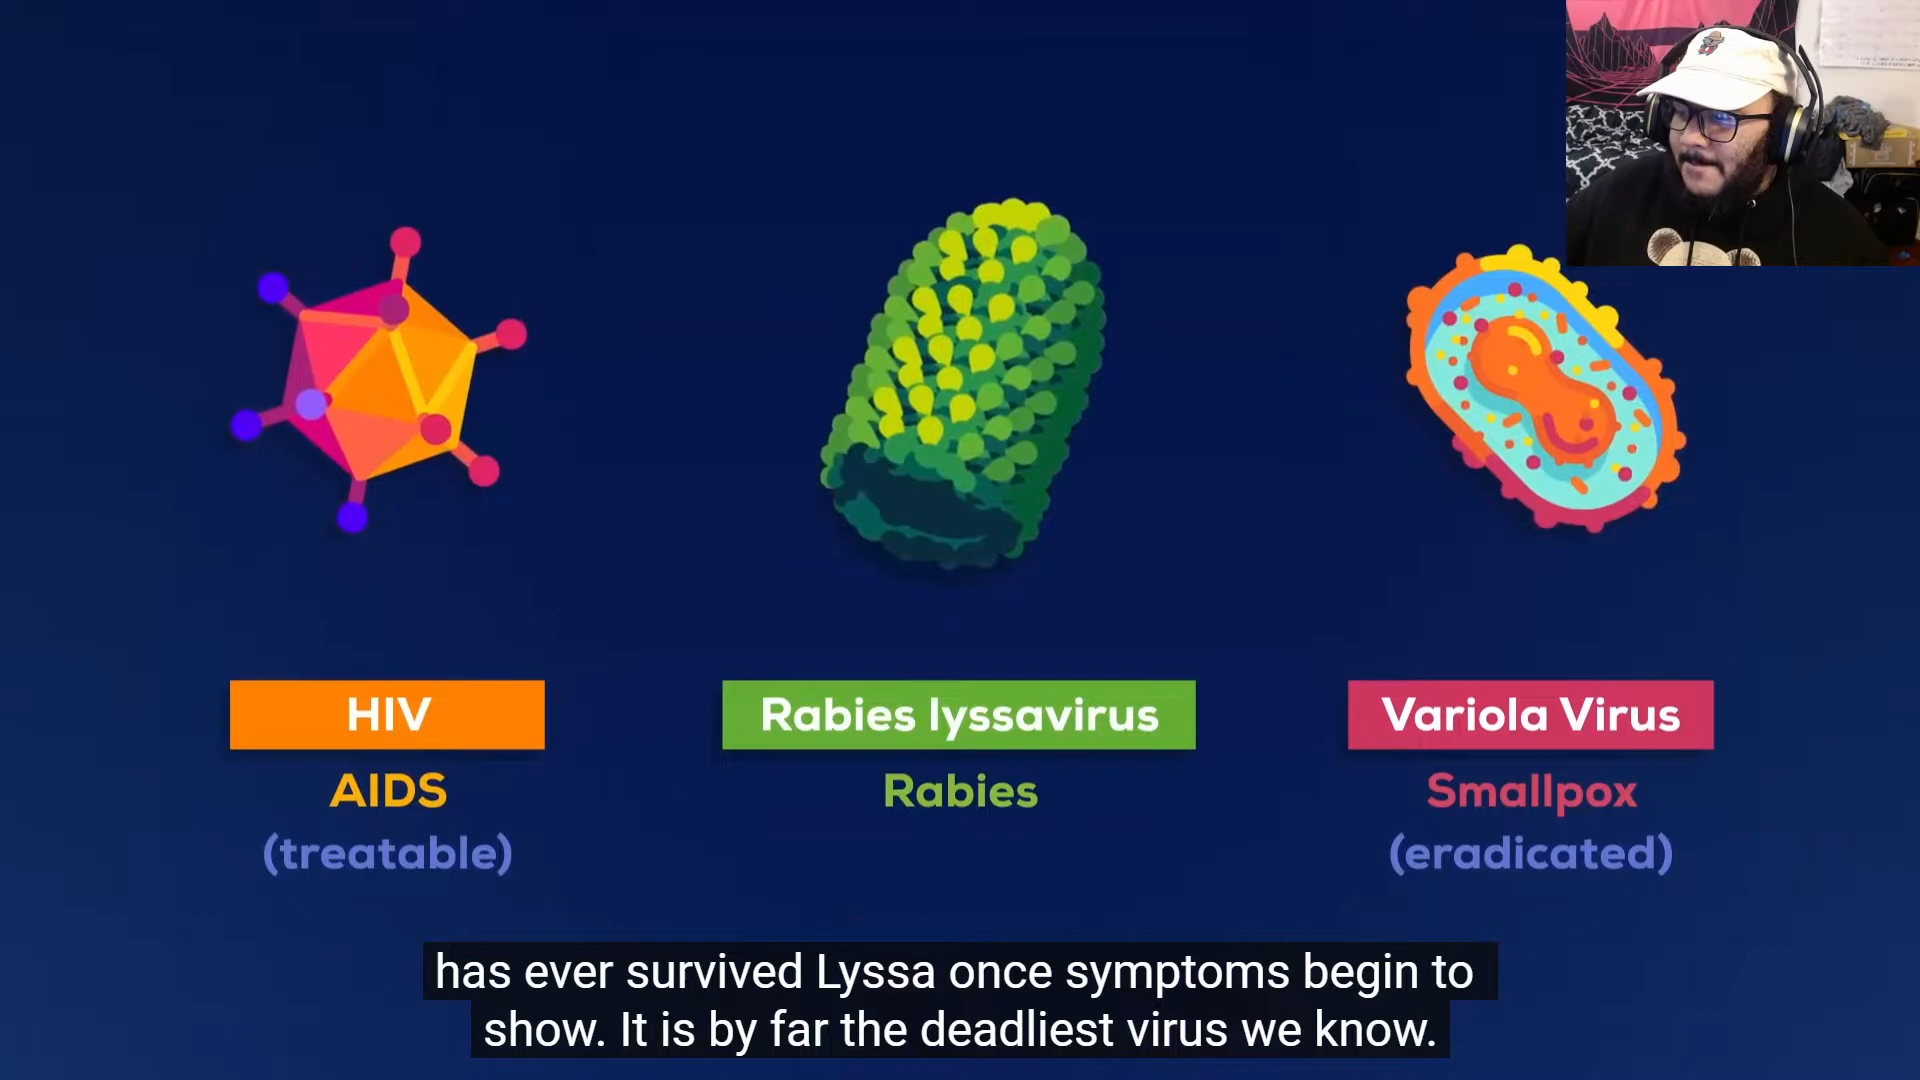 HIV
AIDS
(treatable)
Rabies lyssavirus
Rabies
Variola Virus
Smallpox
(eradicated)
has ever survived Lyssa once symptoms begin to
show. It is by far the deadliest virus we know.